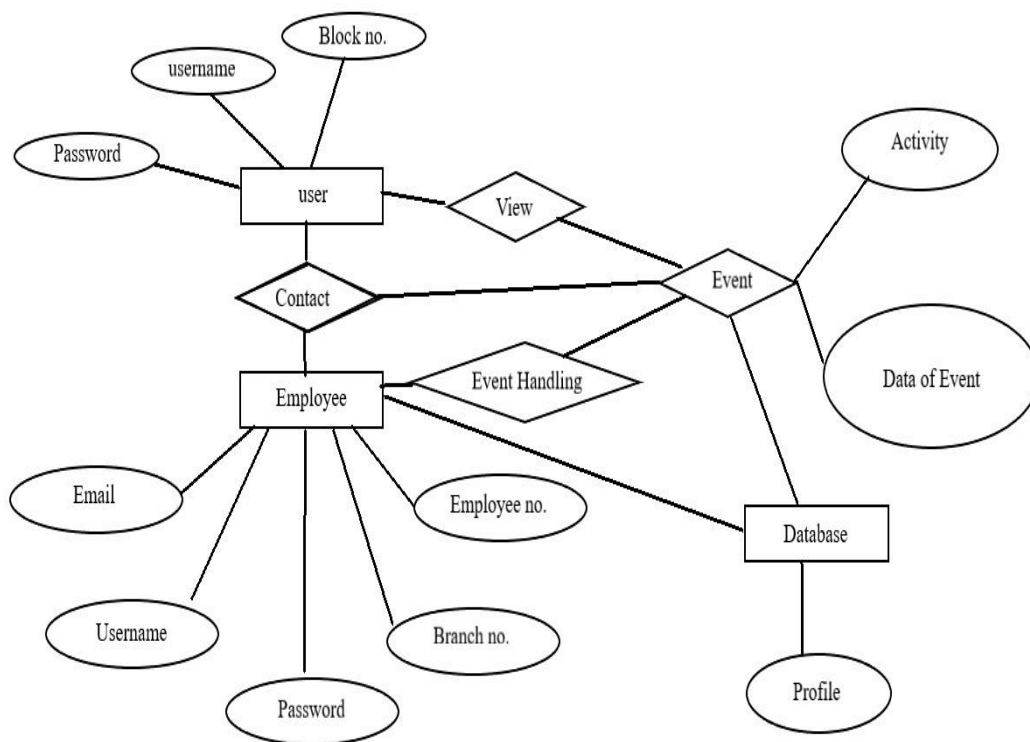 Block no.
username
Password
user
View
Activity
Contact
Event
Event Handling
Data of Event
Employee
Email
Employee no.
Database
Username
Branch no.
Password
Profile